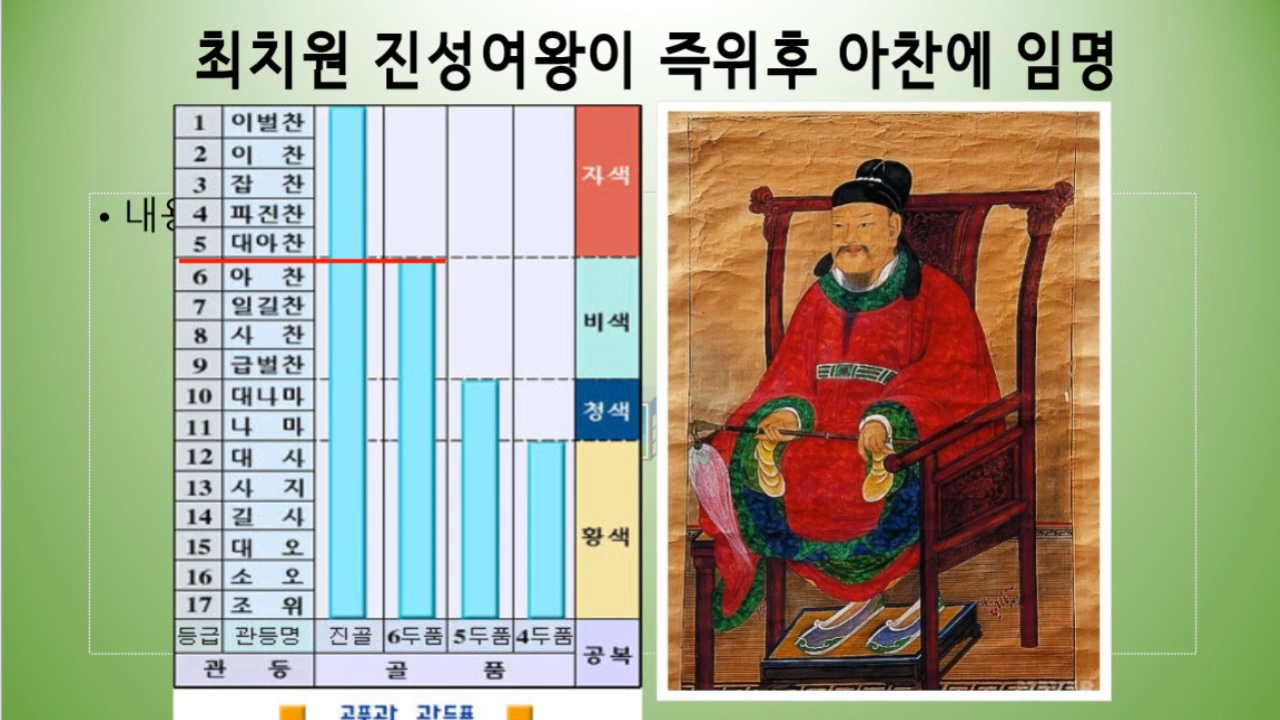 최치원 진성여왕이 즉위후 아찬에 임명
• 내용
1 이벌찬
2 이 찬
3 잡 찬
4 파진찬
5 대아찬
6 아 찬
7 일길찬
8 사 찬
9 급벌찬
10 대나마
11 나 마
12 대 사
13 사 지
14 길 사
15 대 오
16 소 오
17 조 위
자색
비색
청색
황색
등급 관등명 진골 6두품 5두품 4두품
관 등 골 품 공복